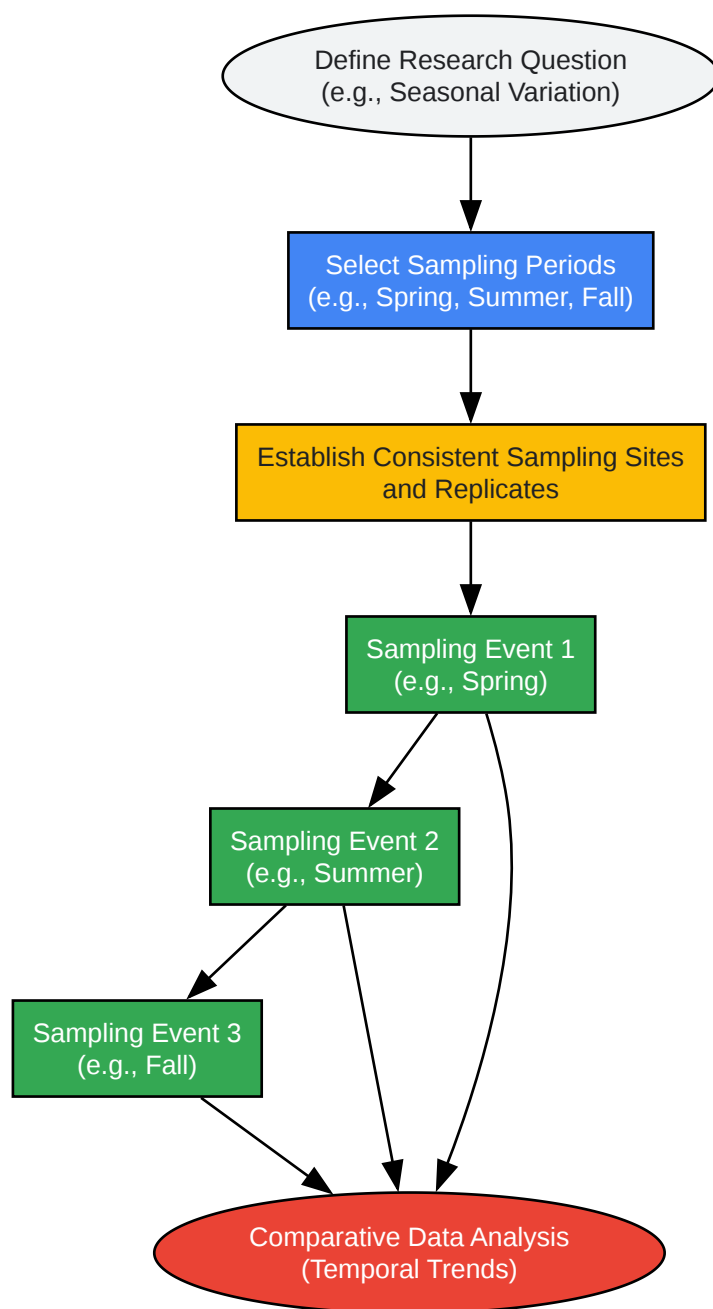 Define Research Question
(e.g., Seasonal Variation)
Select Sampling Periods
(e.g., Spring, Summer, Fall)
Establish Consistent Sampling Sites
and Replicates
Sampling Event 1
(e.g., Spring)
Sampling Event 2
(e.g., Summer)
Sampling Event 3
(e.g., Fall)
Comparative Data Analysis
(Temporal Trends)